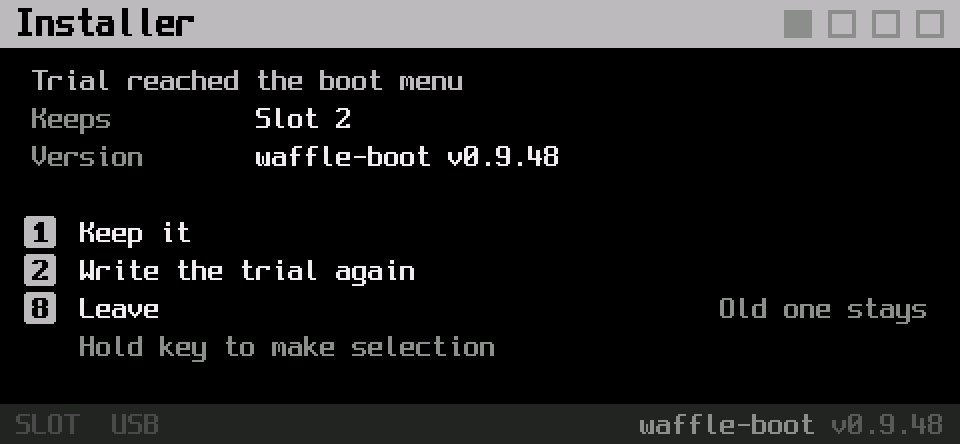 Installer
Trial reached the boot menu
Keeps Slot 2
Version waffle-boot v0.9.48
1 Keep it
2 Write the trial again
8 Leave Old one stays
Hold key to make selection
SLOT USB waffle-boot v0.9.48